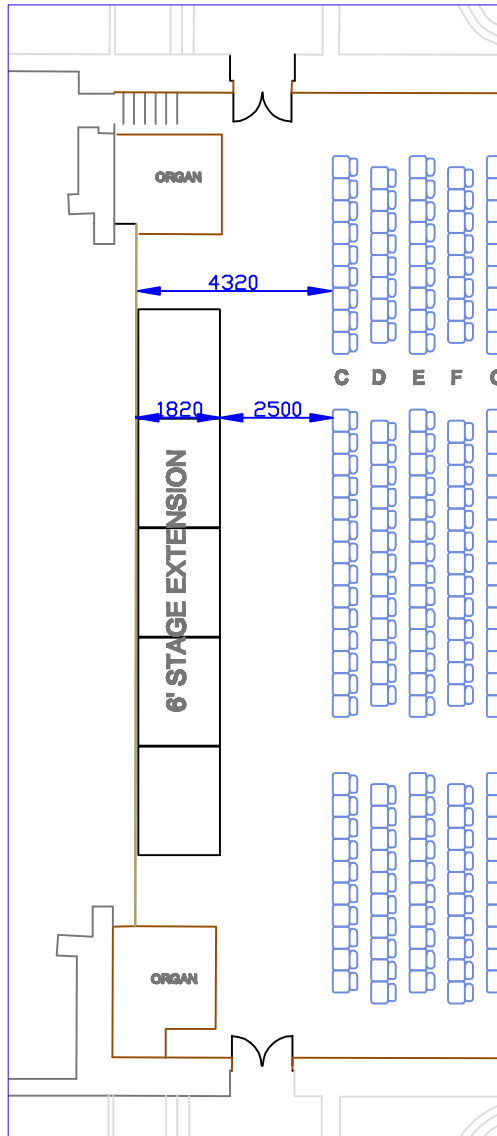 ORGAN
4320
C D E F
1820 2500
6' STAGE EXTENSION
ORGAN